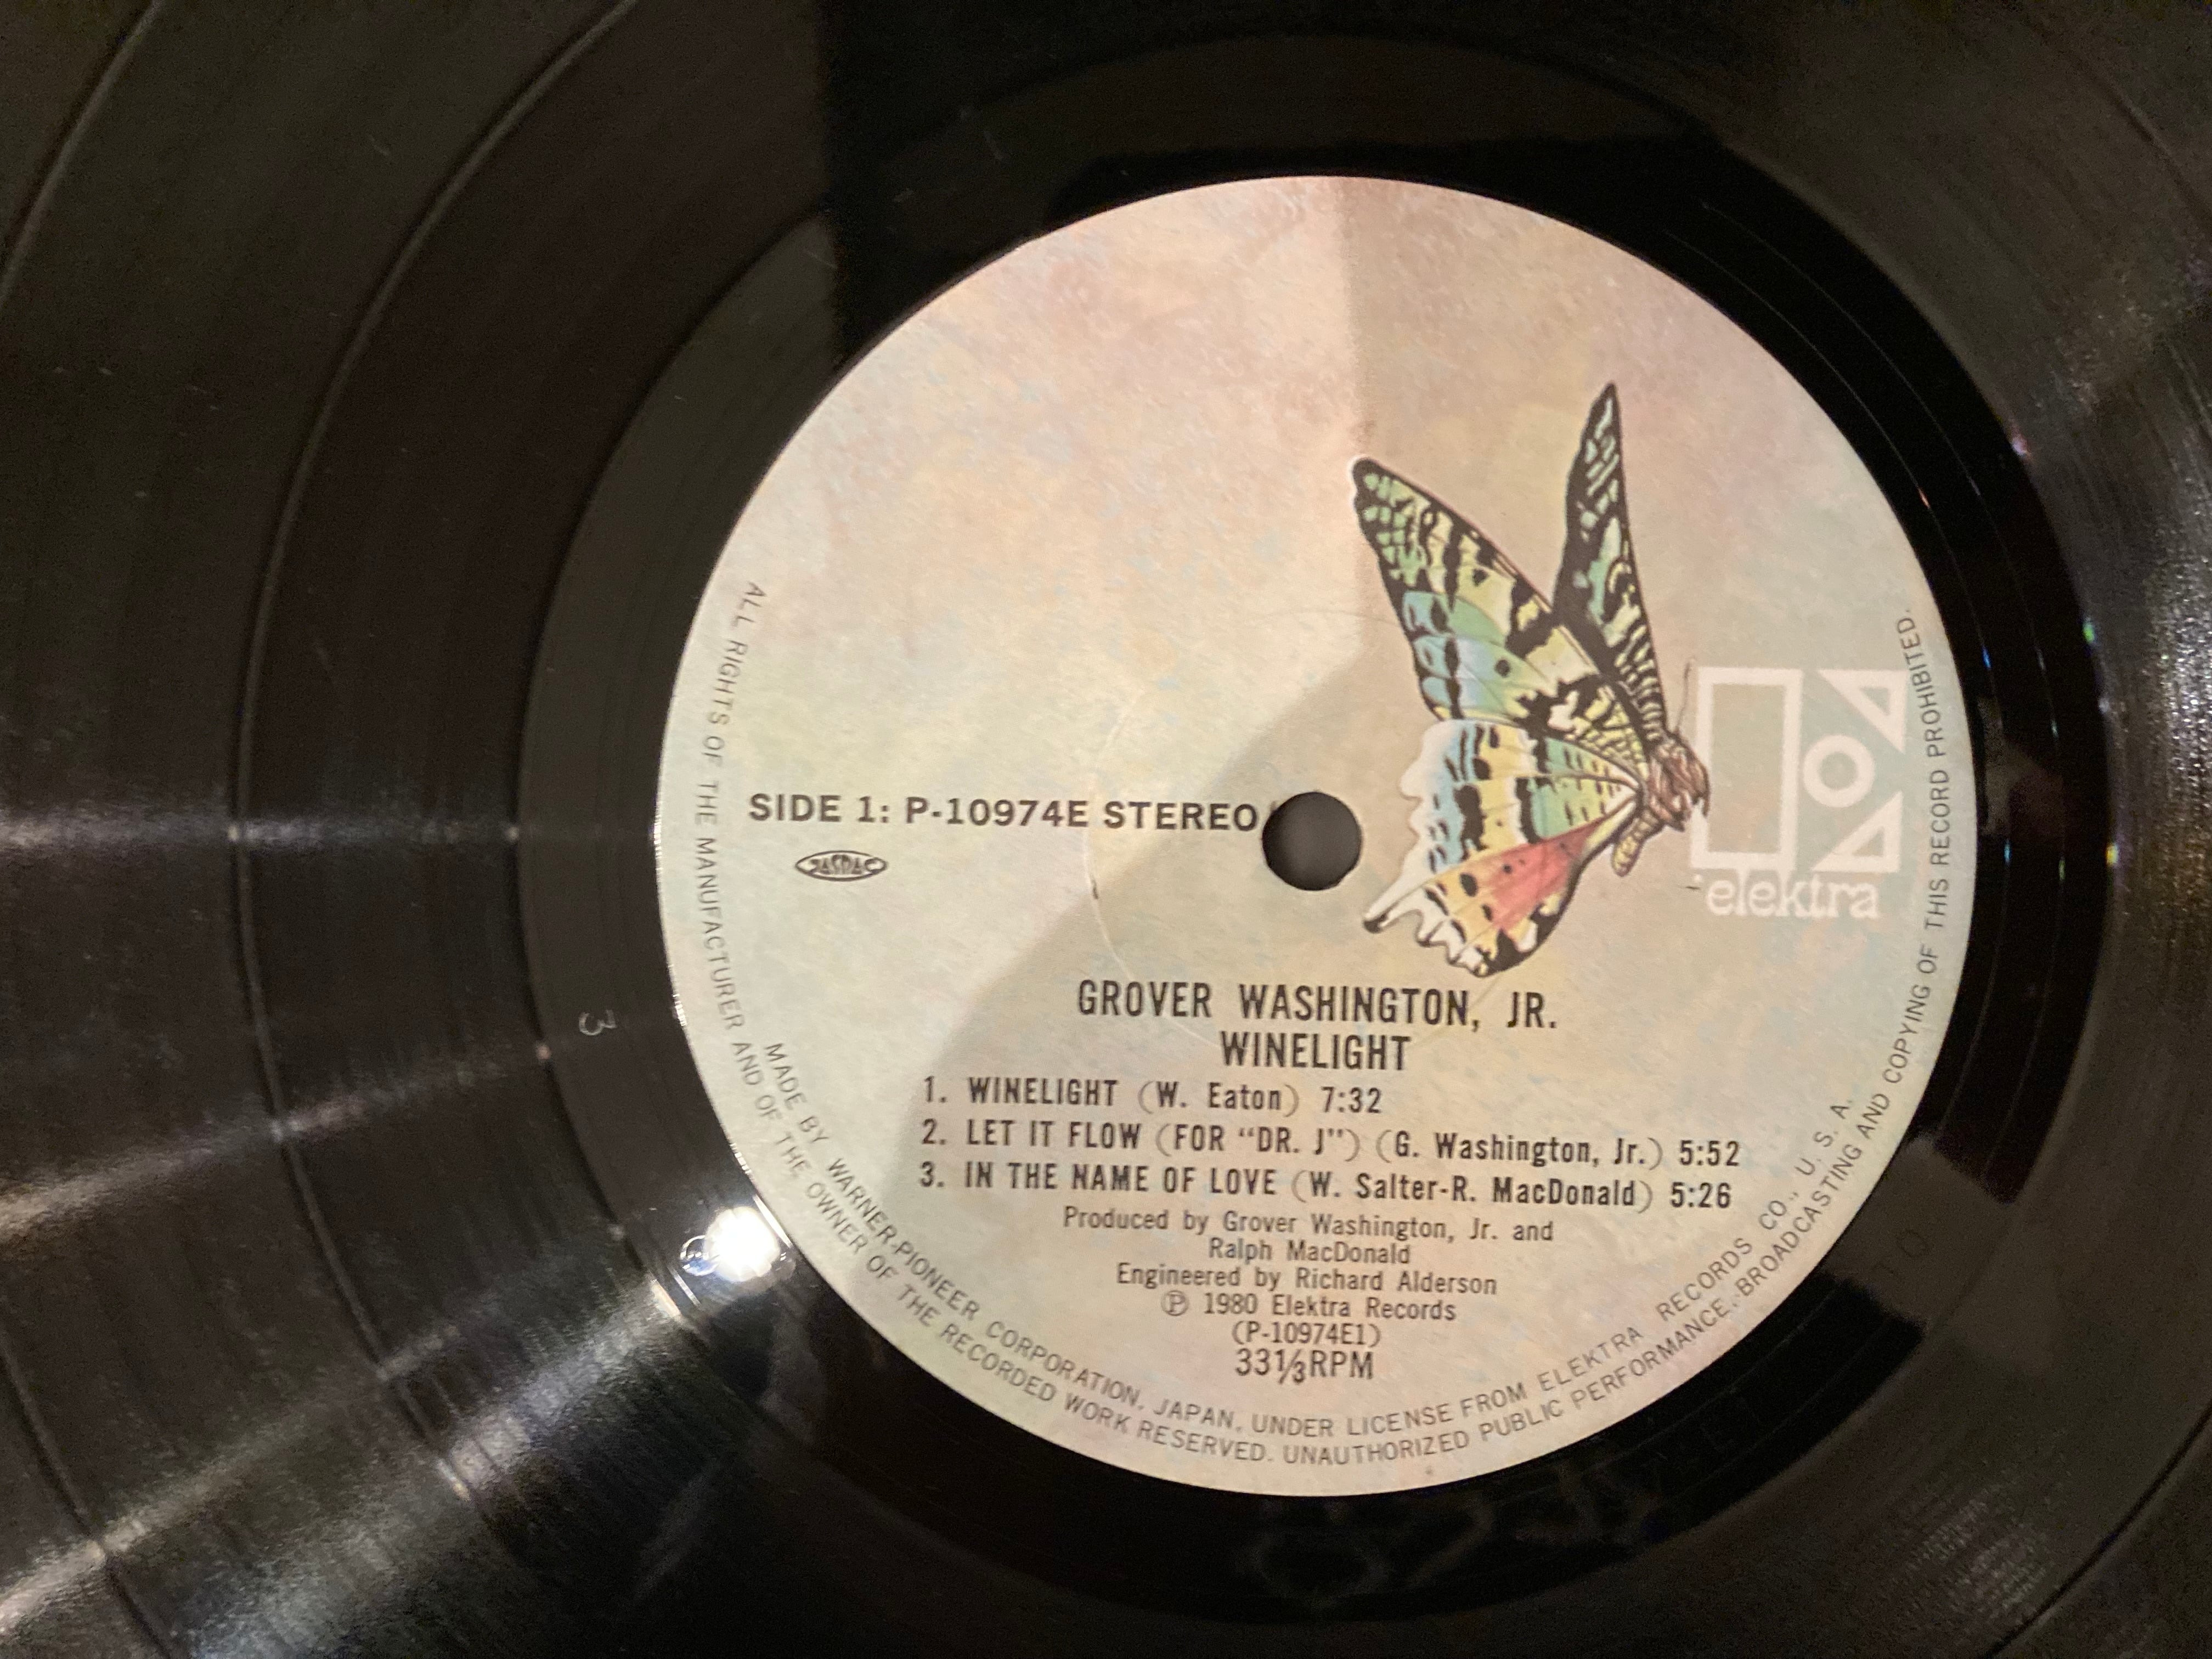 SIDE 1: P-10974E STEREO
JASRAC
elektra
GROVER WASHINGTON, JR.
WINELIGHT
1. WINELIGHT (W. Eaton) 7:32
2. LET IT FLOW (FOR “DR. J”) (G. Washington, Jr.) 5:52
3. IN THE NAME OF LOVE (W. Salter-R. MacDonald) 5:26
Produced by Grover Washington, Jr. and
Ralph MacDonald
Engineered by Richard Alderson
Ⓟ 1980 Elektra Records
(P-10974E1)
33⅓RPM
MADE BY WARNER-PIONEER CORPORATION, JAPAN, UNDER LICENSE FROM ELEKTRA RECORDS CO., U. S. A.
ALL RIGHTS OF THE MANUFACTURER AND OF THE OWNER OF THE RECORDED WORK RESERVED. UNAUTHORIZED PUBLIC PERFORMANCE, BROADCASTING AND COPYING OF THIS RECORD PROHIBITED.
3